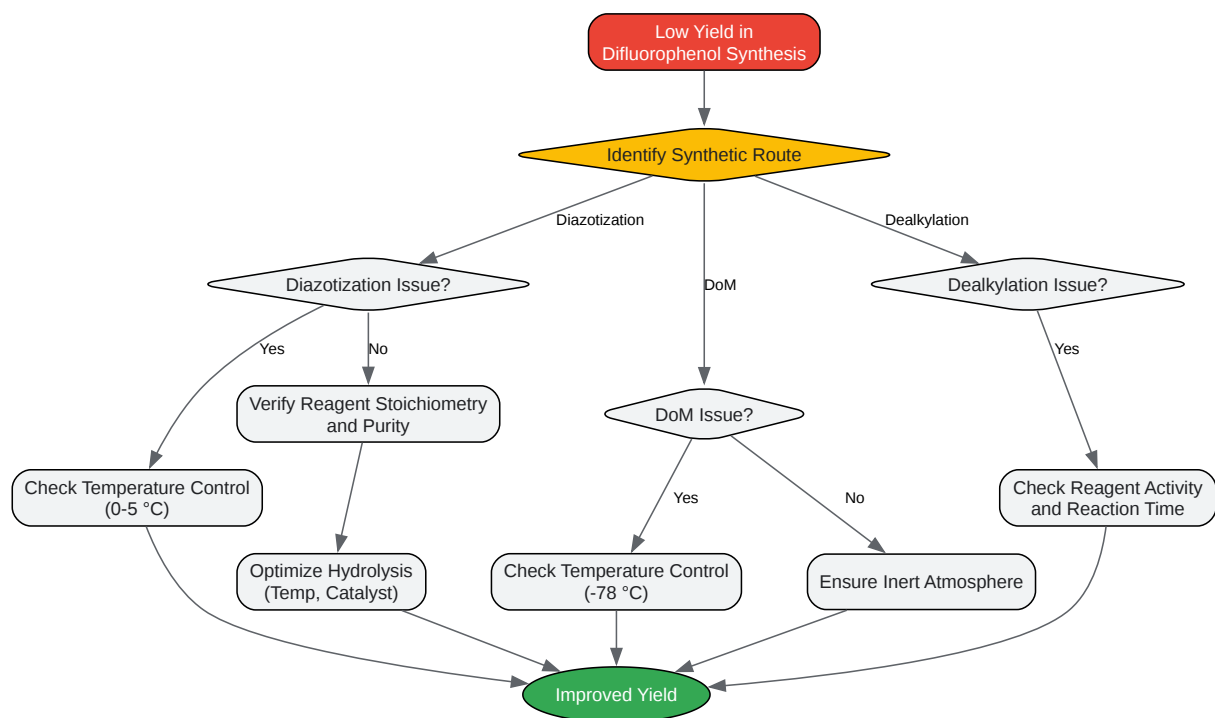 Low Yield in
Difluorophenol Synthesis
Identify Synthetic Route
Diazotization
DoM
Dealkylation
Diazotization Issue?
Dealkylation Issue?
Yes
No
Yes
Verify Reagent Stoichiometry
and Purity
DoM Issue?
Check Temperature Control
(0-5 °C)
Yes
No
Check Reagent Activity
and Reaction Time
Optimize Hydrolysis
(Temp, Catalyst)
Check Temperature Control
(-78 °C)
Ensure Inert Atmosphere
Improved Yield